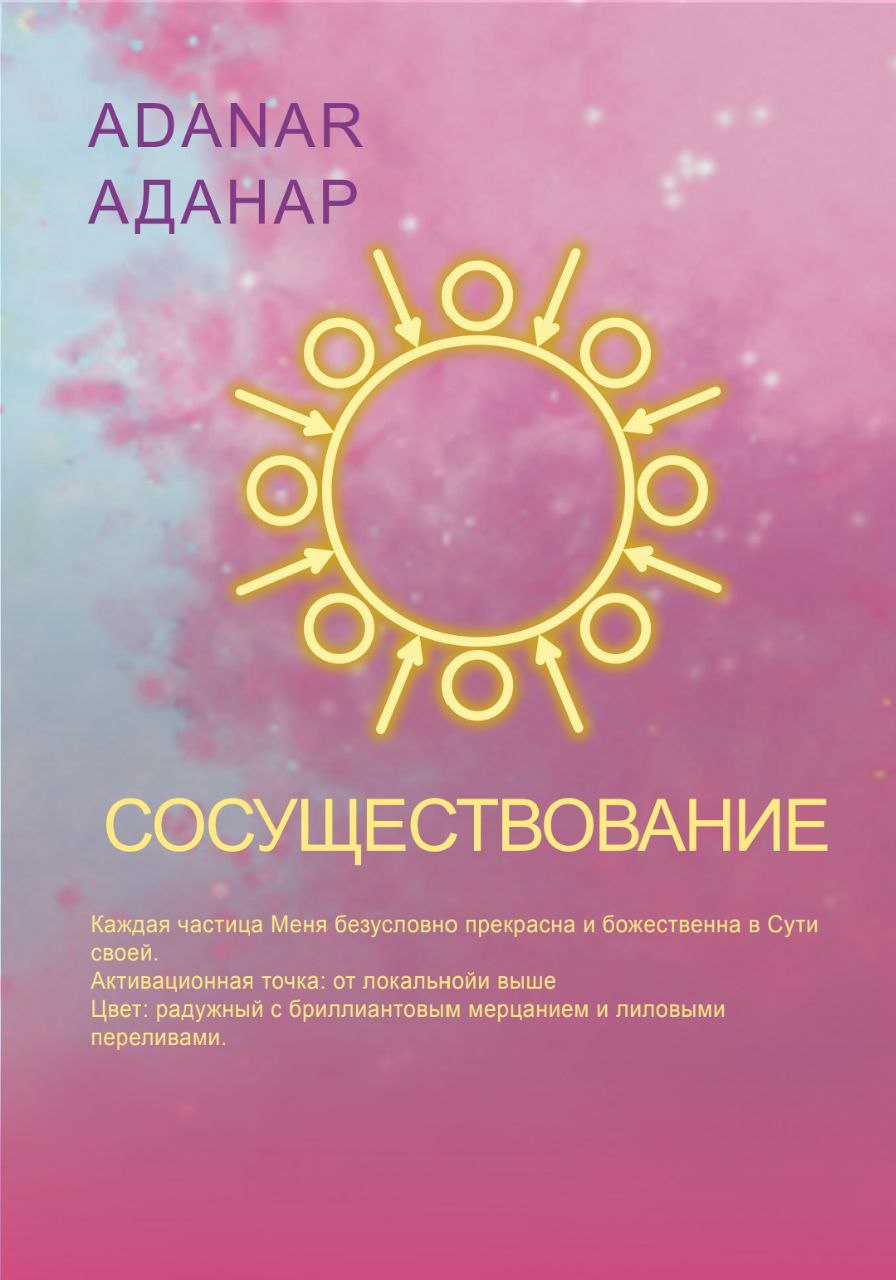 ADANAR
АДАНАР
СОСУЩЕСТВОВАНИЕ
Каждая частица Меня безусловно прекрасна и божественна в Сути
своей.
Активационная точка: от локальнойи выше
Цвет: радужный с бриллиантовым мерцанием и лиловыми
переливами.